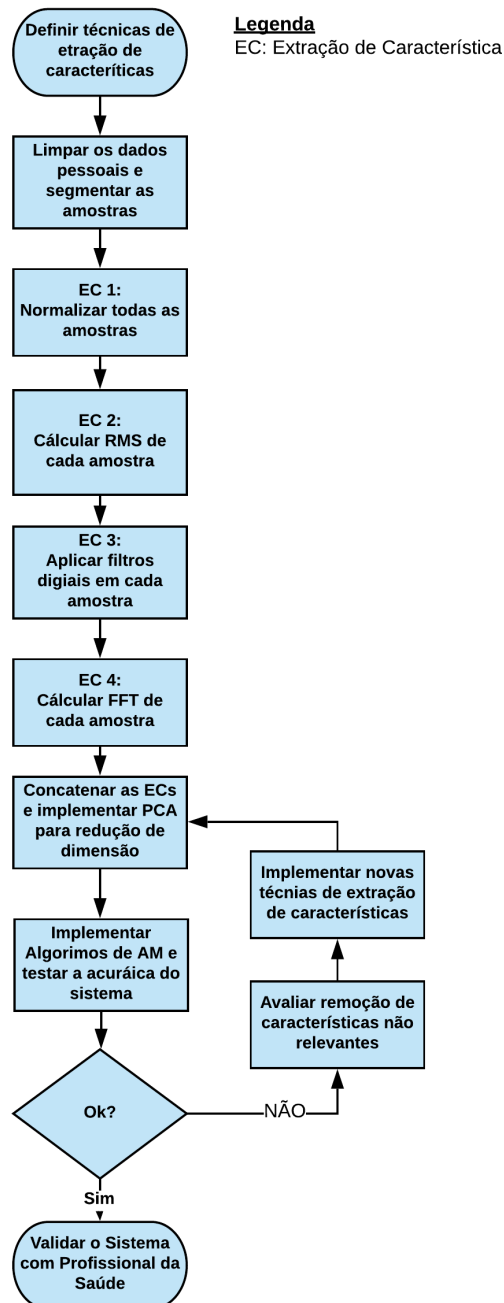 Definir técnicas de
etração de
caracteríticas
Legenda
EC: Extração de Característica
Limpar os dados
pessoais e
segmentar as
amostras
EC 1:
Normalizar todas as
amostras
EC 2:
Cálcular RMS de
cada amostra
EC 3:
Aplicar filtros
digiais em cada
amostra
EC 4:
Cálcular FFT de
cada amostra
Concatenar as ECs
e implementar PCA
para redução de
dimensão
Implementar novas
técnias de extração
de características
Implementar
Algorimos de AM e
testar a acuráica do
sistema
Avaliar remoção de
características não
relevantes
Ok?
NÃO
Sim
Validar o Sistema
com Profissional da
Saúde